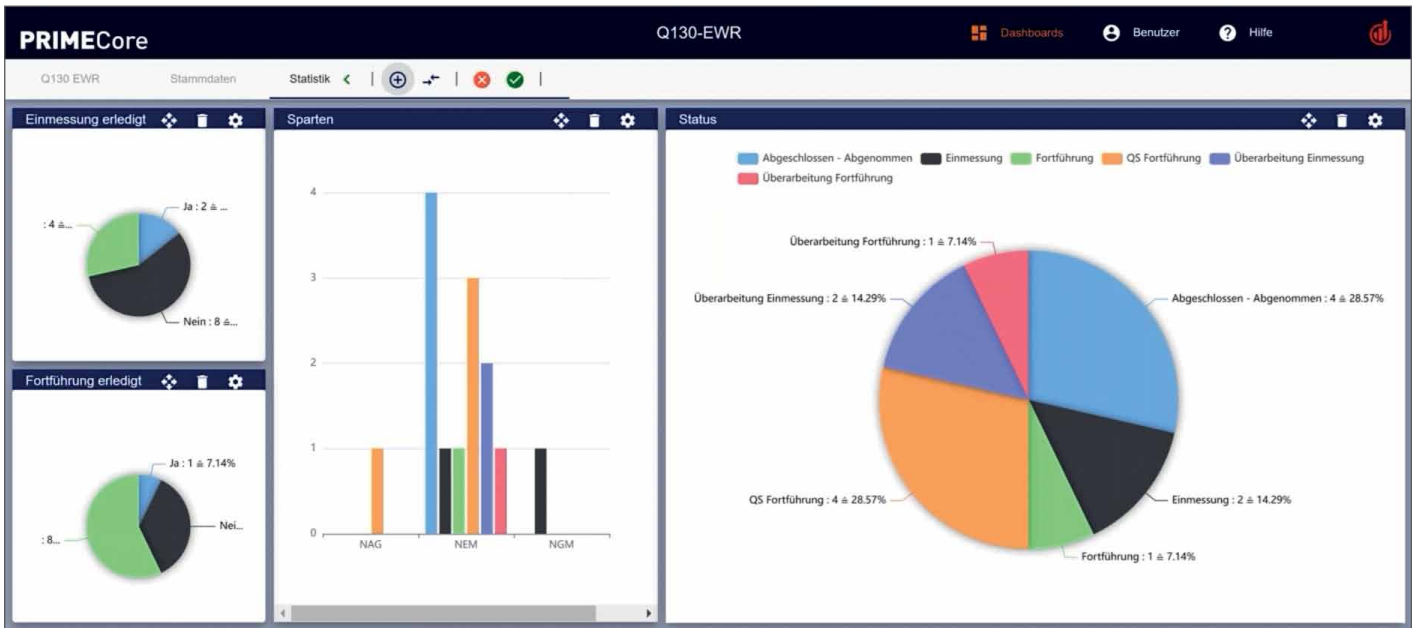 PRIMECore
Q130-EWR
Dashboards
Benutzer
Hilfe
Q130 EWR
Stammdaten
Statistik
Einmessung erledigt
Ja : 2 ≙ ...
: 4 ≙...
Nein : 8 ≙...
Fortführung erledigt
Ja : 1 ≙ 7.14%
Nei...
: 8...
Sparten
4
3
2
1
0
NAG NEM NGM
Status
Abgeschlossen - Abgenommen Einmessung Fortführung QS Fortführung Überarbeitung Einmessung
Überarbeitung Fortführung
Überarbeitung Fortführung : 1 ≙ 7.14%
Überarbeitung Einmessung : 2 ≙ 14.29%
Abgeschlossen - Abgenommen : 4 ≙ 28.57%
QS Fortführung : 4 ≙ 28.57%
Einmessung : 2 ≙ 14.29%
Fortführung : 1 ≙ 7.14%